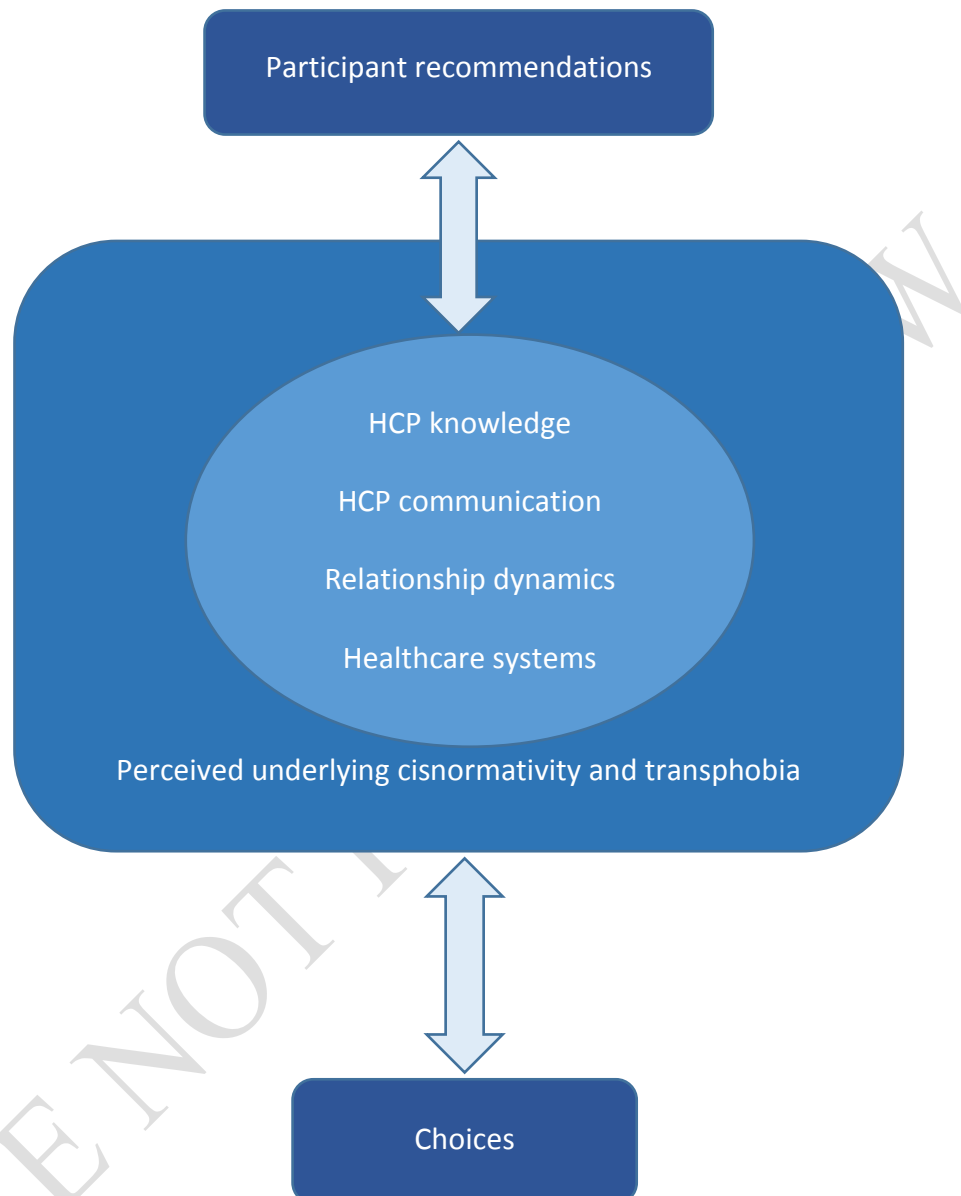 Participant recommendations
HCP knowledge
HCP communication
Relationship dynamics
Healthcare systems
Perceived underlying cisnormativity and transphobia
Choices